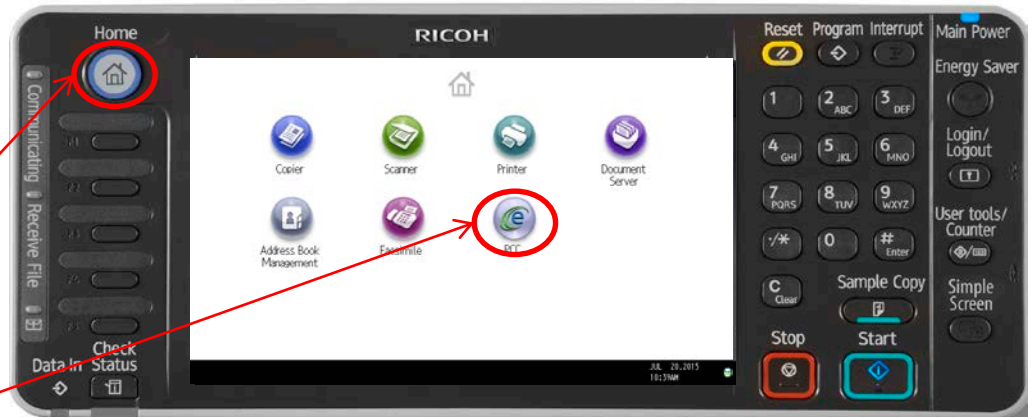 Home
RICOH
Reset Program Interrupt
Main Power
Energy Saver
Communicating
Receive File
Copier
Scanner
Printer
Document
Server
Address Book
Management
Facsimile
PCC
1
2 ABC
3 DEF
4 GHI
5 JKL
6 MNO
7 PQRS
8 TUV
9 WXYZ
·/*
0
# Enter
C Clear
Login/
Logout
User tools/
Counter
Simple
Screen
Sample Copy
Stop
Start
Data In
Check
Status
JUL 20.2015
10:39AM